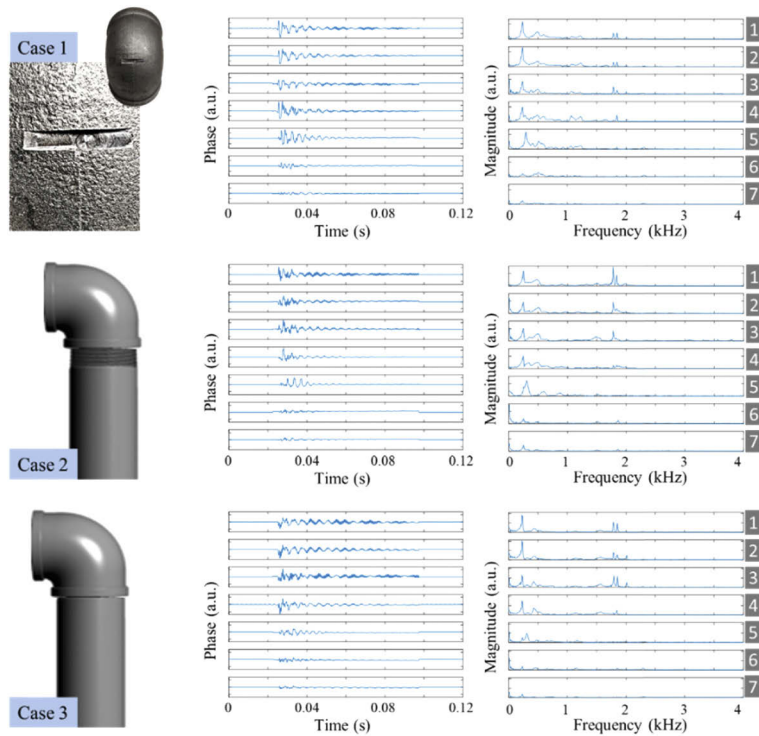 Case 1
Phase (a.u.)
0 0.04 0.08 0.12
Time (s)
Magnitude (a.u.)
0 1 2 3 4
Frequency (kHz)
1
2
3
4
5
6
7
Case 2
Phase (a.u.)
0 0.04 0.08 0.12
Time (s)
Magnitude (a.u.)
0 1 2 3 4
Frequency (kHz)
1
2
3
4
5
6
7
Case 3
Phase (a.u.)
0 0.04 0.08 0.12
Time (s)
Magnitude (a.u.)
0 1 2 3 4
Frequency (kHz)
1
2
3
4
5
6
7